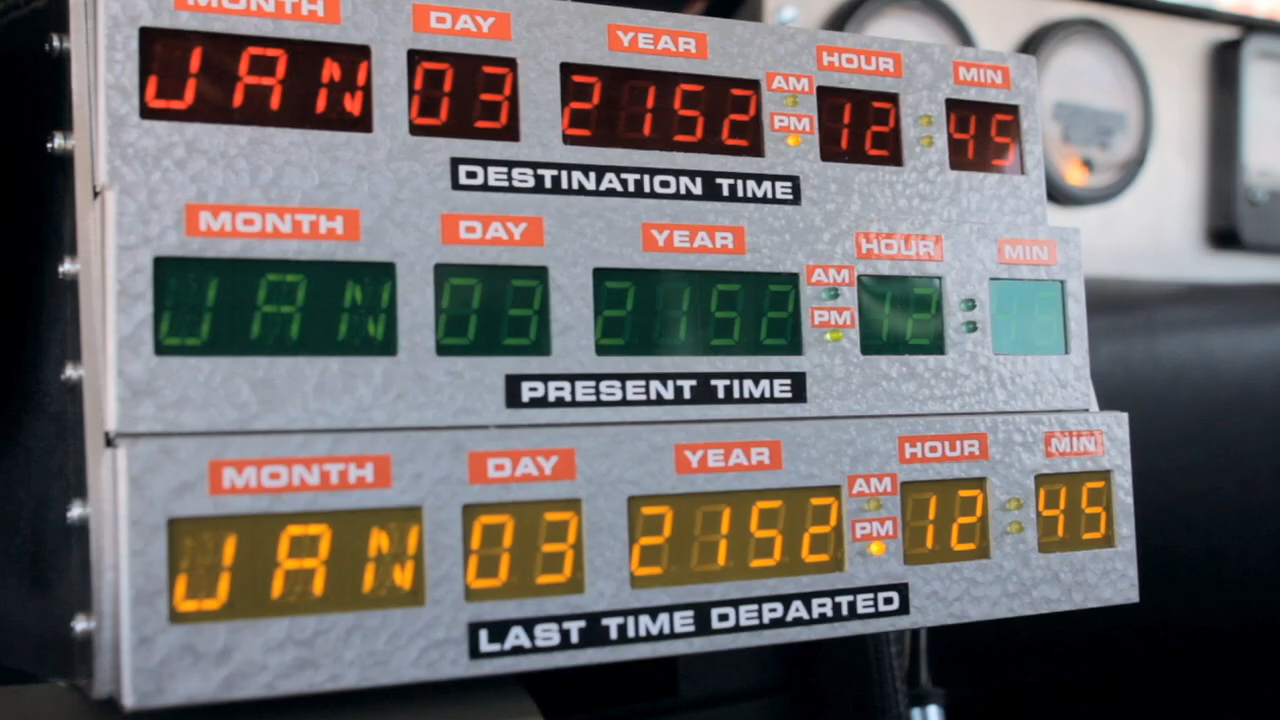 MONTH DAY YEAR HOUR MIN
JAN 03 2152 AM PM 12 45
DESTINATION TIME
MONTH DAY YEAR HOUR MIN
JAN 03 2152 AM PM 12 45
PRESENT TIME
MONTH DAY YEAR HOUR MIN
JAN 03 2152 AM PM 12 45
LAST TIME DEPARTED